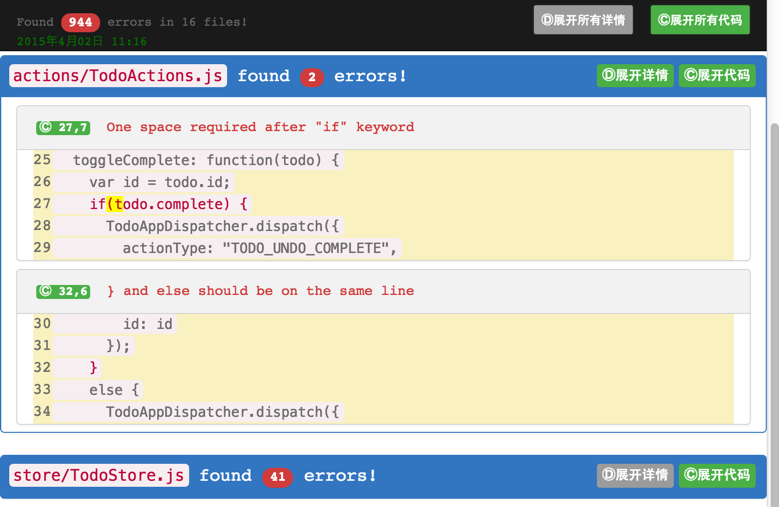 Found 944 errors in 16 files!
Ⓓ展开所有详情 Ⓒ展开所有代码
2015年4月02日 11:16
actions/TodoActions.js found 2 errors! Ⓓ展开详情 Ⓒ展开代码
Ⓒ 27,7 One space required after "if" keyword
25 toggleComplete: function(todo) {
26 var id = todo.id;
27 if(todo.complete) {
28 TodoAppDispatcher.dispatch({
29 actionType: "TODO_UNDO_COMPLETE",
Ⓒ 32,6 } and else should be on the same line
30 id: id
31 });
32 }
33 else {
34 TodoAppDispatcher.dispatch({
store/TodoStore.js found 41 errors! Ⓓ展开详情 Ⓒ展开代码